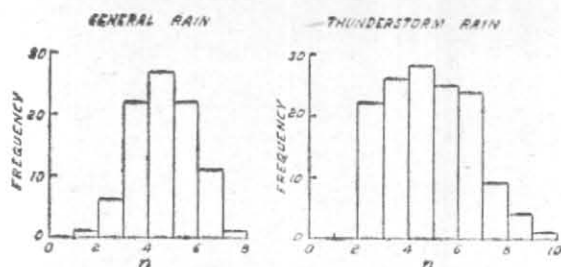 GENERAL RAIN
FREQUENCY
30
20
10
0
0 2 4 6 8
n
THUNDERSTORM RAIN
FREQUENCY
30
20
10
0
0 2 4 6 8 10
n